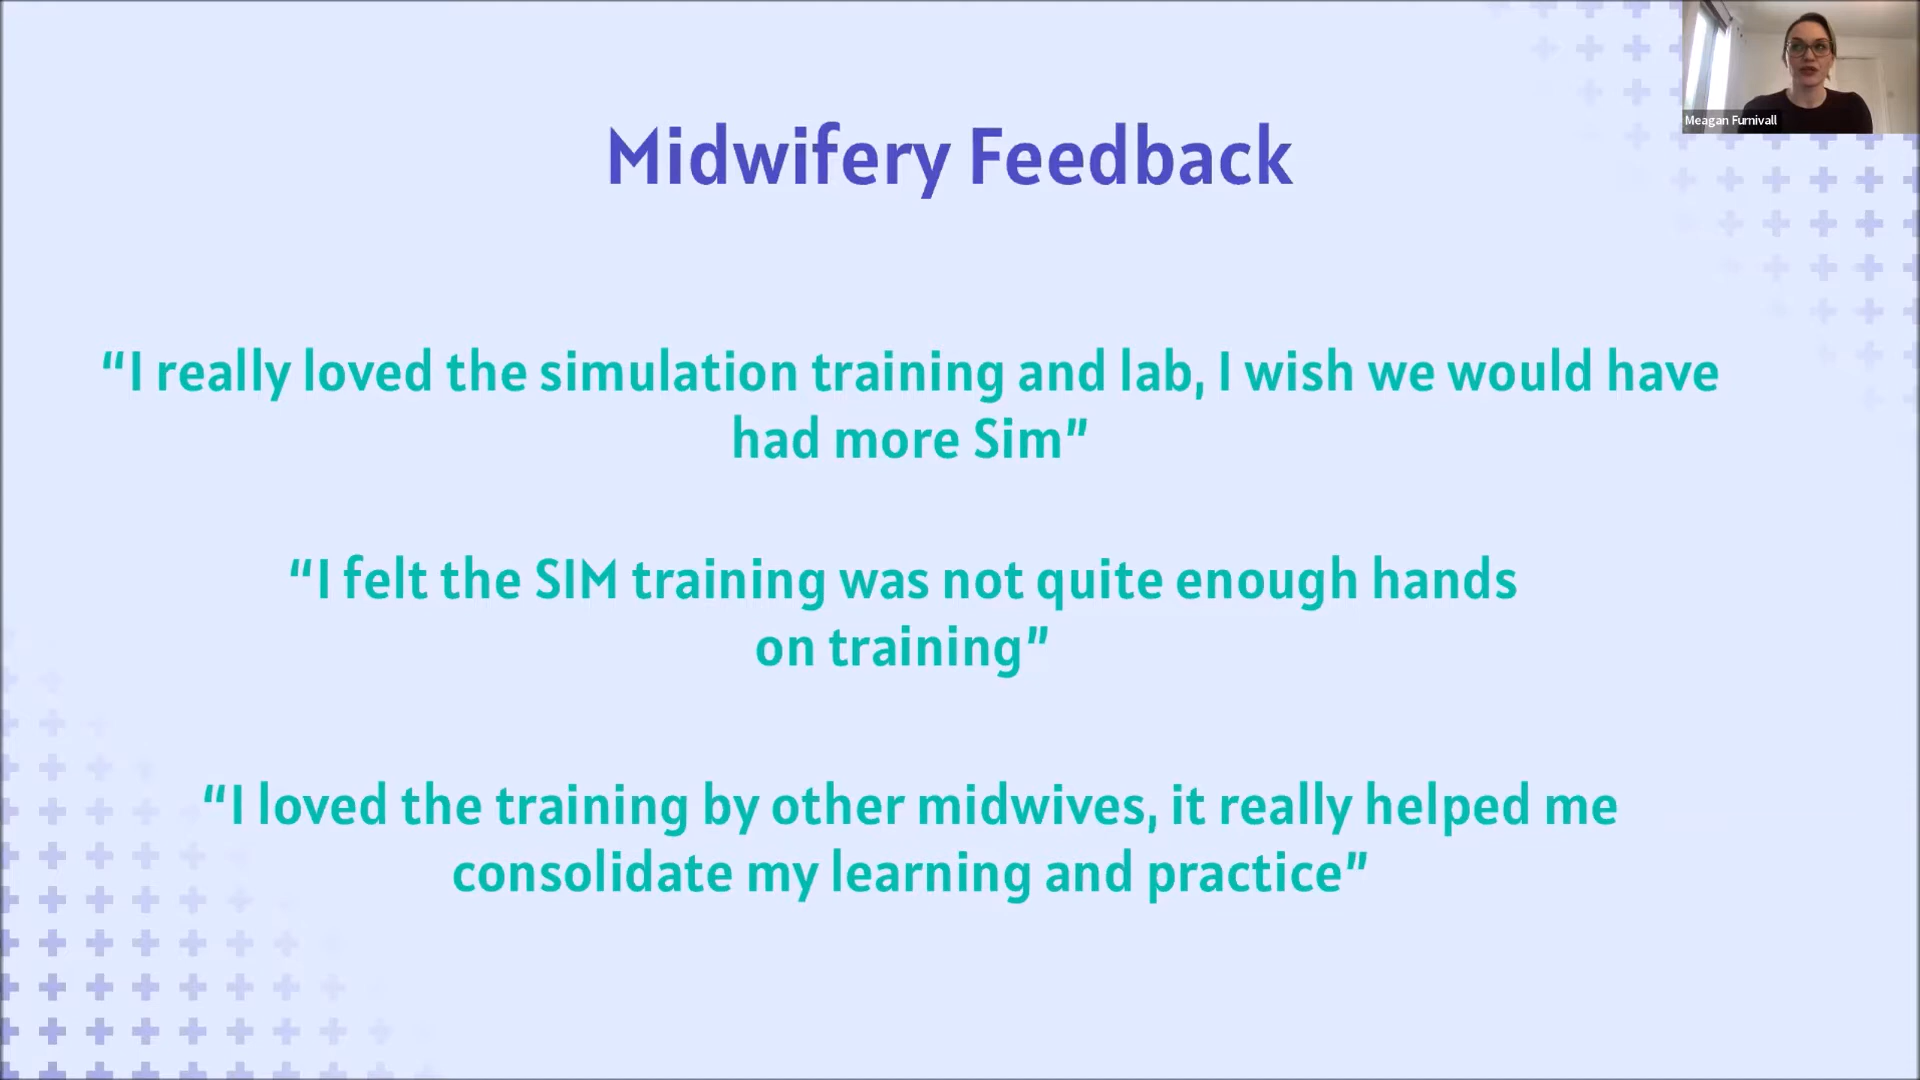 Meagan Furnivall
Midwifery Feedback
“I really loved the simulation training and lab, I wish we would have
had more Sim”
“I felt the SIM training was not quite enough hands
on training”
“I loved the training by other midwives, it really helped me
consolidate my learning and practice”